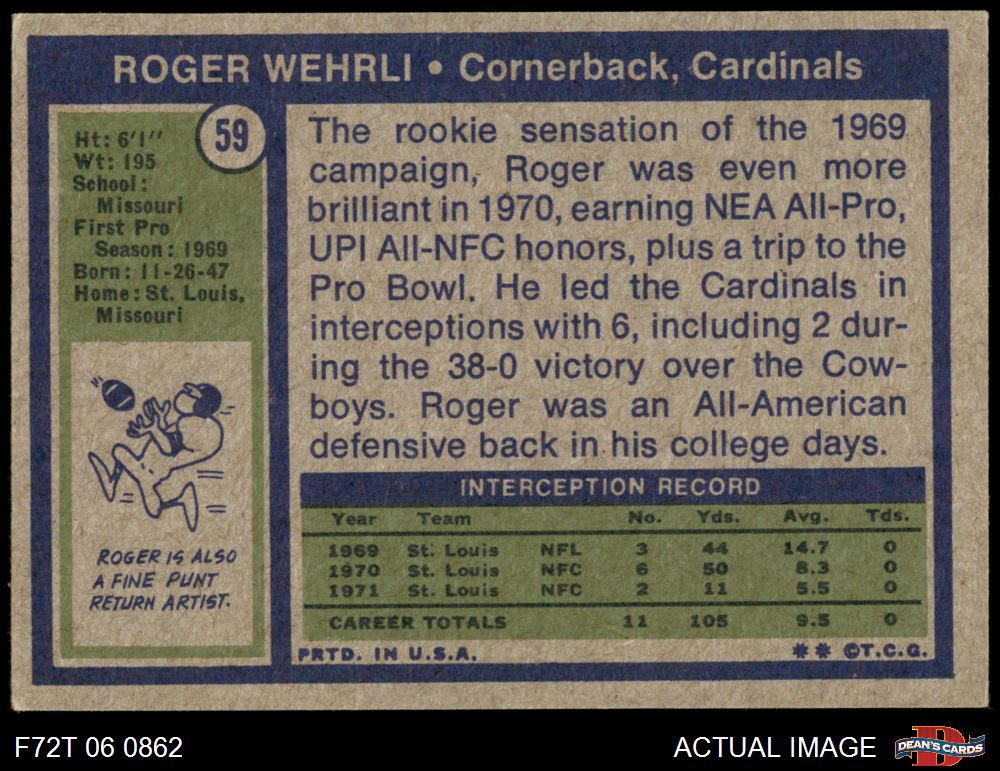 ROGER WEHRLI • Cornerback, Cardinals
59
Ht: 6'1''
Wt: 195
School:
Missouri
First Pro
Season: 1969
Born: 11-26-47
Home: St. Louis,
Missouri
ROGER IS ALSO
A FINE PUNT
RETURN ARTIST.
The rookie sensation of the 1969
campaign, Roger was even more
brilliant in 1970, earning NEA All-Pro,
UPI All-NFC honors, plus a trip to the
Pro Bowl. He led the Cardinals in
interceptions with 6, including 2 dur-
ing the 38-0 victory over the Cow-
boys. Roger was an All-American
defensive back in his college days.
INTERCEPTION RECORD
Year Team No. Yds. Avg. Tds.
1969 St. Louis NFL 3 44 14.7 0
1970 St. Louis NFC 6 50 8.3 0
1971 St. Louis NFC 2 11 5.5 0
CAREER TOTALS 11 105 9.5 0
PRTD. IN U.S.A. ** ©T.C.G.
F72T 06 0862 ACTUAL IMAGE DEAN'S CARDS